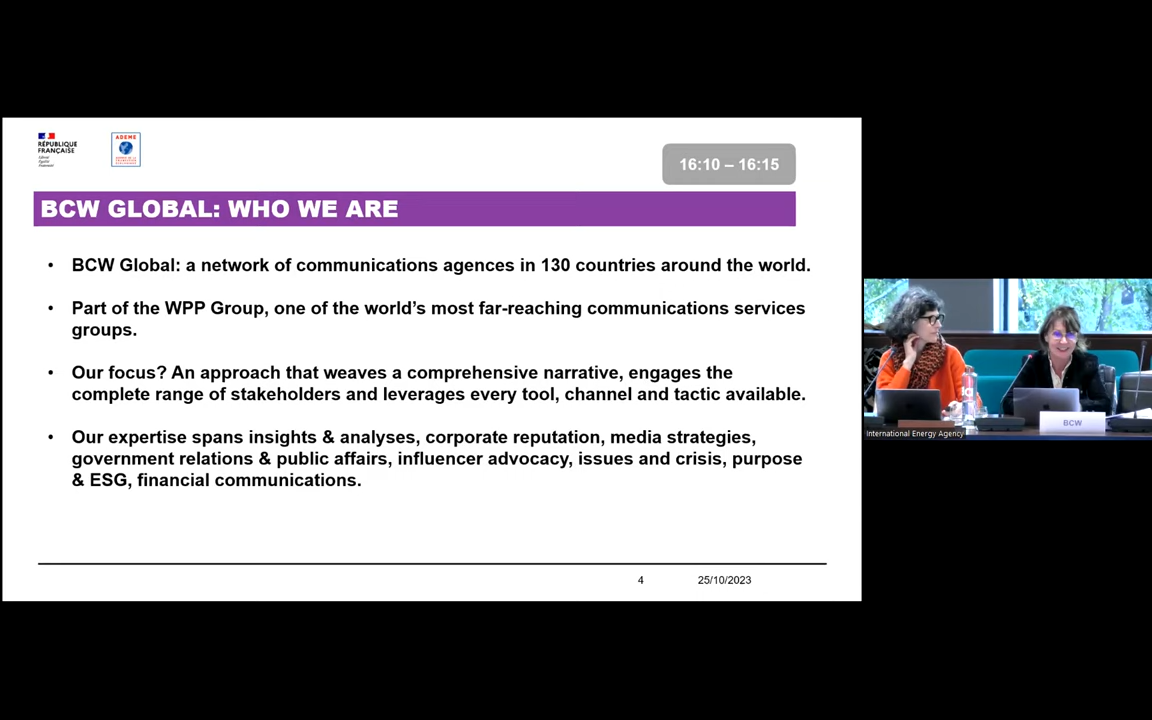 RÉPUBLIQUE
FRANÇAISE
Liberté
Égalité
Fraternité
ADEME
16:10 – 16:15
BCW GLOBAL: WHO WE ARE
• BCW Global: a network of communications agences in 130 countries around the world.
• Part of the WPP Group, one of the world's most far-reaching communications services
groups.
• Our focus? An approach that weaves a comprehensive narrative, engages the
complete range of stakeholders and leverages every tool, channel and tactic available.
• Our expertise spans insights & analyses, corporate reputation, media strategies,
government relations & public affairs, influencer advocacy, issues and crisis, purpose
& ESG, financial communications.
4
25/10/2023
BCW
International Energy Agency